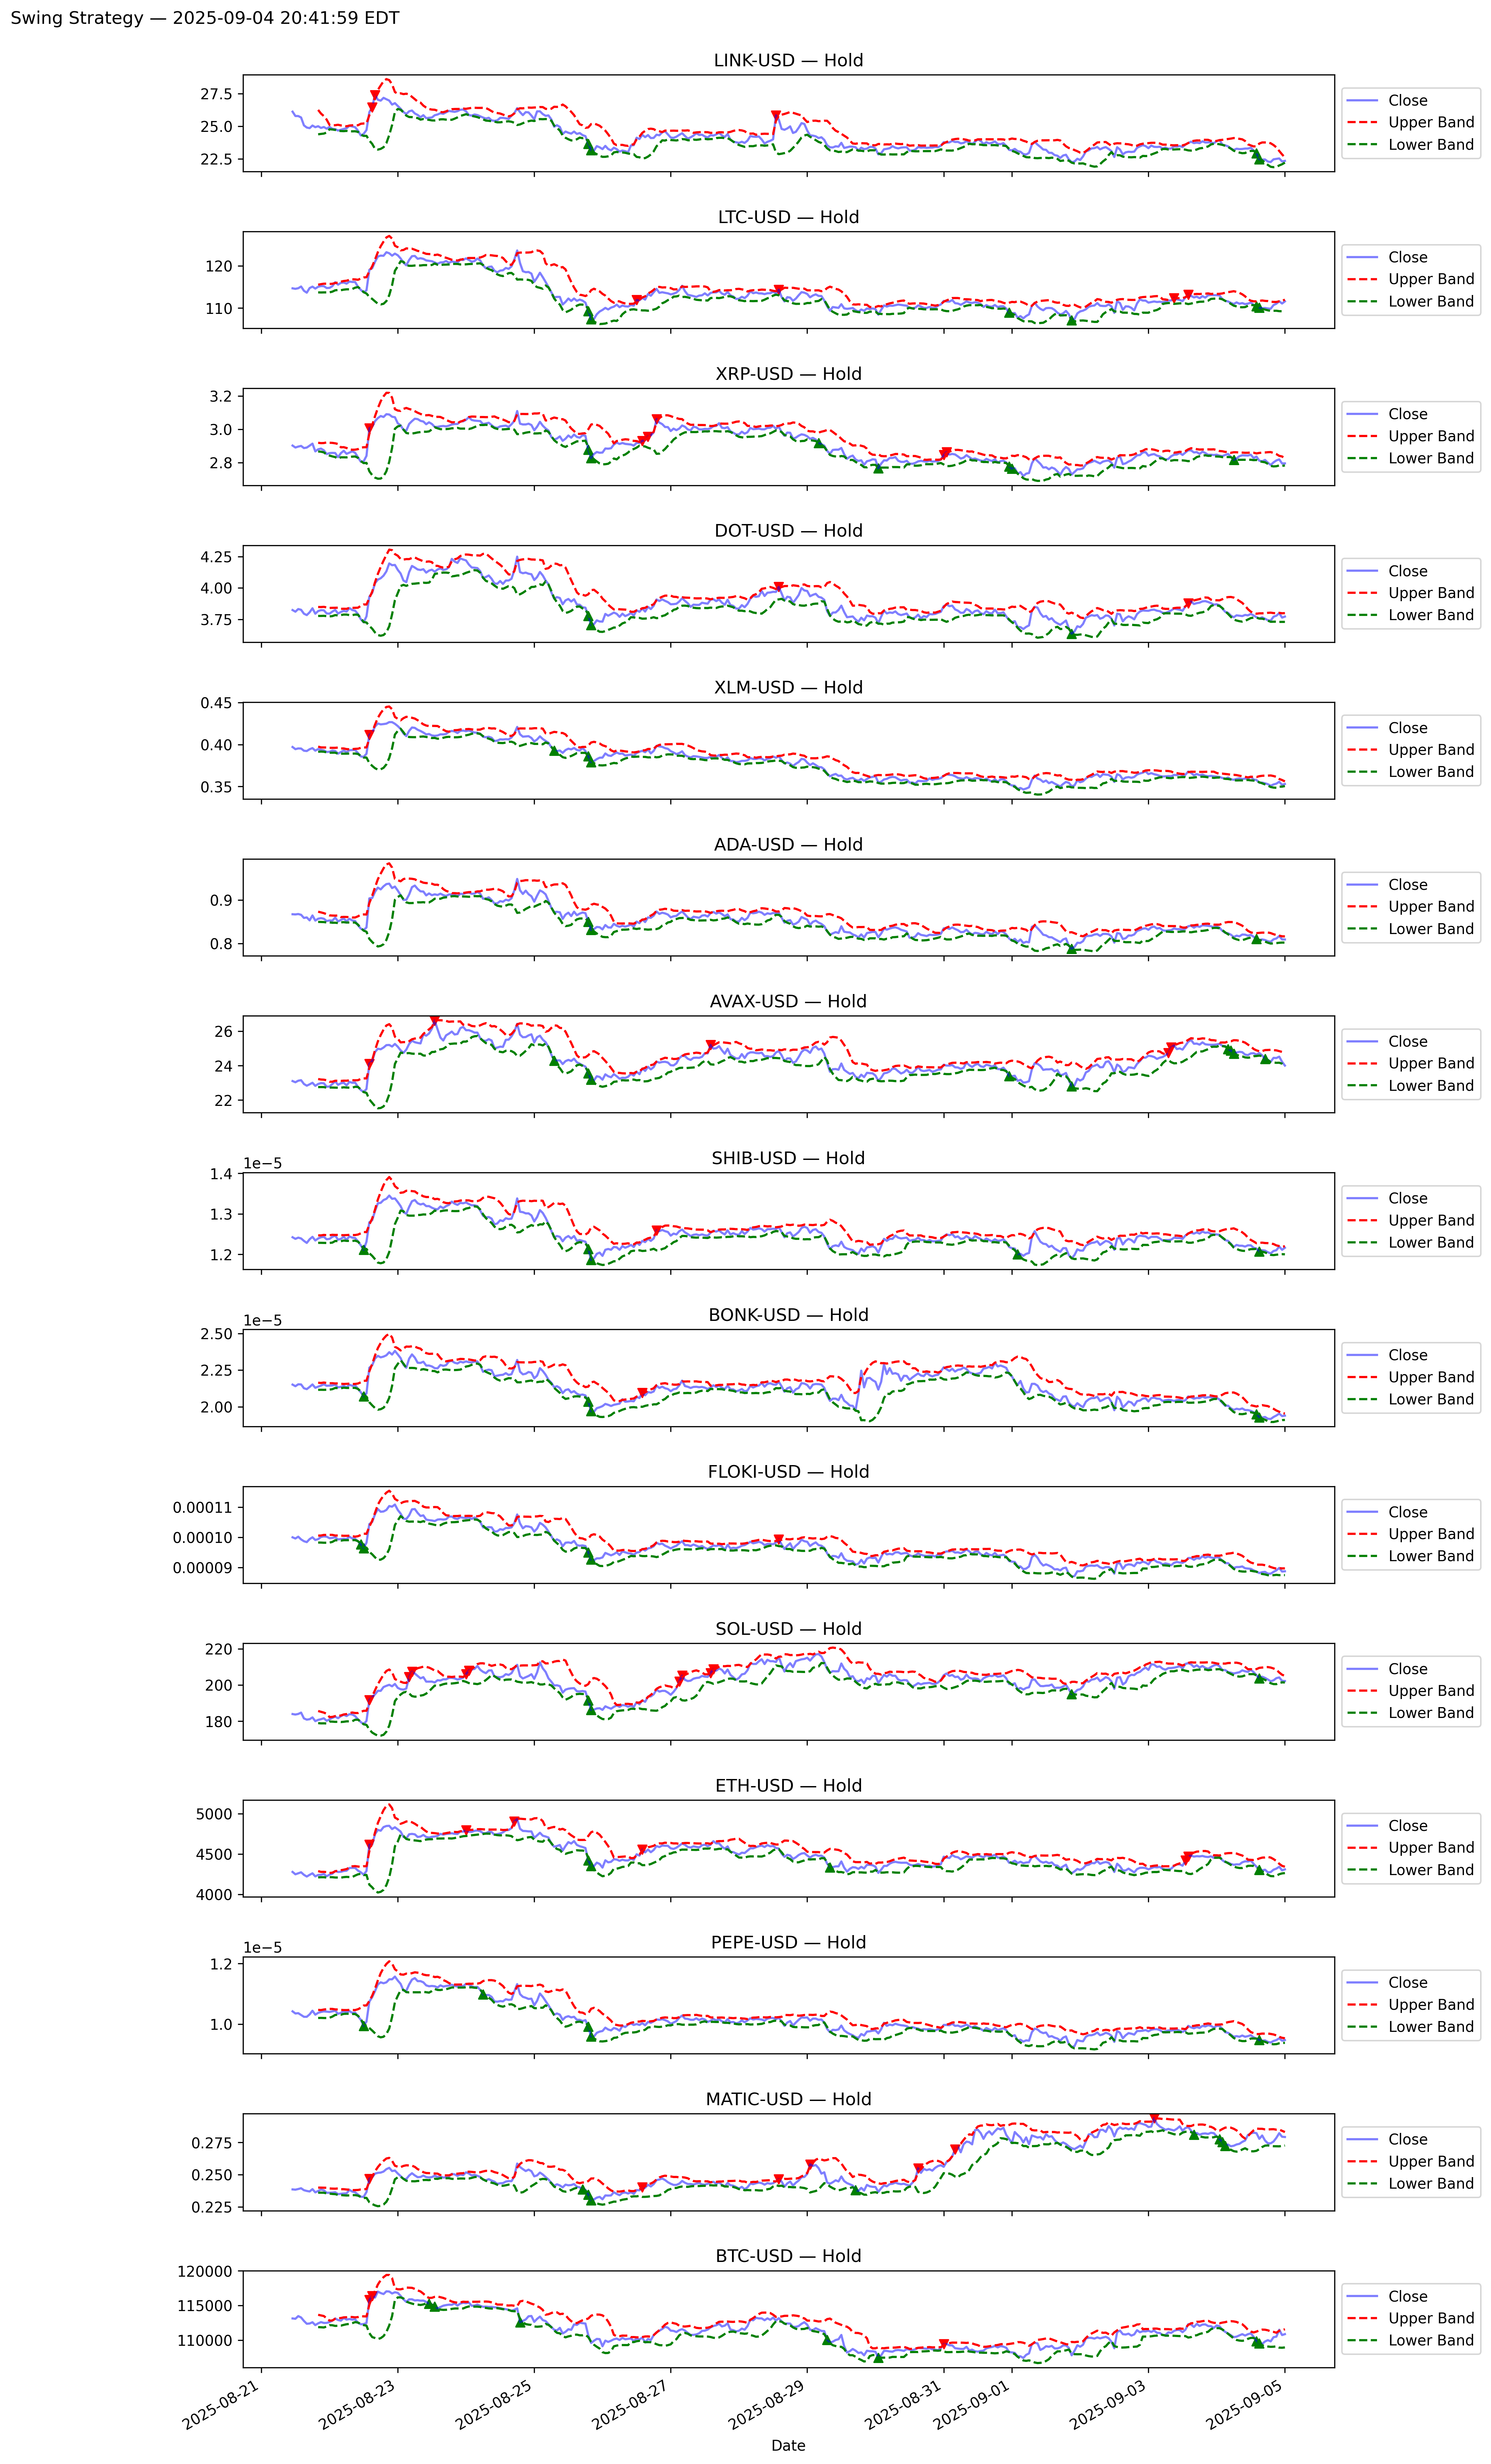 Swing Strategy — 2025-09-04 20:41:59 EDT
LINK-USD — Hold
27.5
25.0
22.5
Close
Upper Band
Lower Band
LTC-USD — Hold
120
110
Close
Upper Band
Lower Band
XRP-USD — Hold
3.2
3.0
2.8
Close
Upper Band
Lower Band
DOT-USD — Hold
4.25
4.00
3.75
Close
Upper Band
Lower Band
XLM-USD — Hold
0.45
0.40
0.35
Close
Upper Band
Lower Band
ADA-USD — Hold
0.9
0.8
Close
Upper Band
Lower Band
AVAX-USD — Hold
26
24
22
Close
Upper Band
Lower Band
SHIB-USD — Hold
1e−5
1.4
1.3
1.2
Close
Upper Band
Lower Band
BONK-USD — Hold
1e−5
2.50
2.25
2.00
Close
Upper Band
Lower Band
FLOKI-USD — Hold
0.00011
0.00010
0.00009
Close
Upper Band
Lower Band
SOL-USD — Hold
220
200
180
Close
Upper Band
Lower Band
ETH-USD — Hold
5000
4500
4000
Close
Upper Band
Lower Band
PEPE-USD — Hold
1e−5
1.2
1.0
Close
Upper Band
Lower Band
MATIC-USD — Hold
0.275
0.250
0.225
Close
Upper Band
Lower Band
BTC-USD — Hold
120000
115000
110000
Close
Upper Band
Lower Band
2025-08-21
2025-08-23
2025-08-25
2025-08-27
2025-08-29
2025-08-31
2025-09-01
2025-09-03
2025-09-05
Date